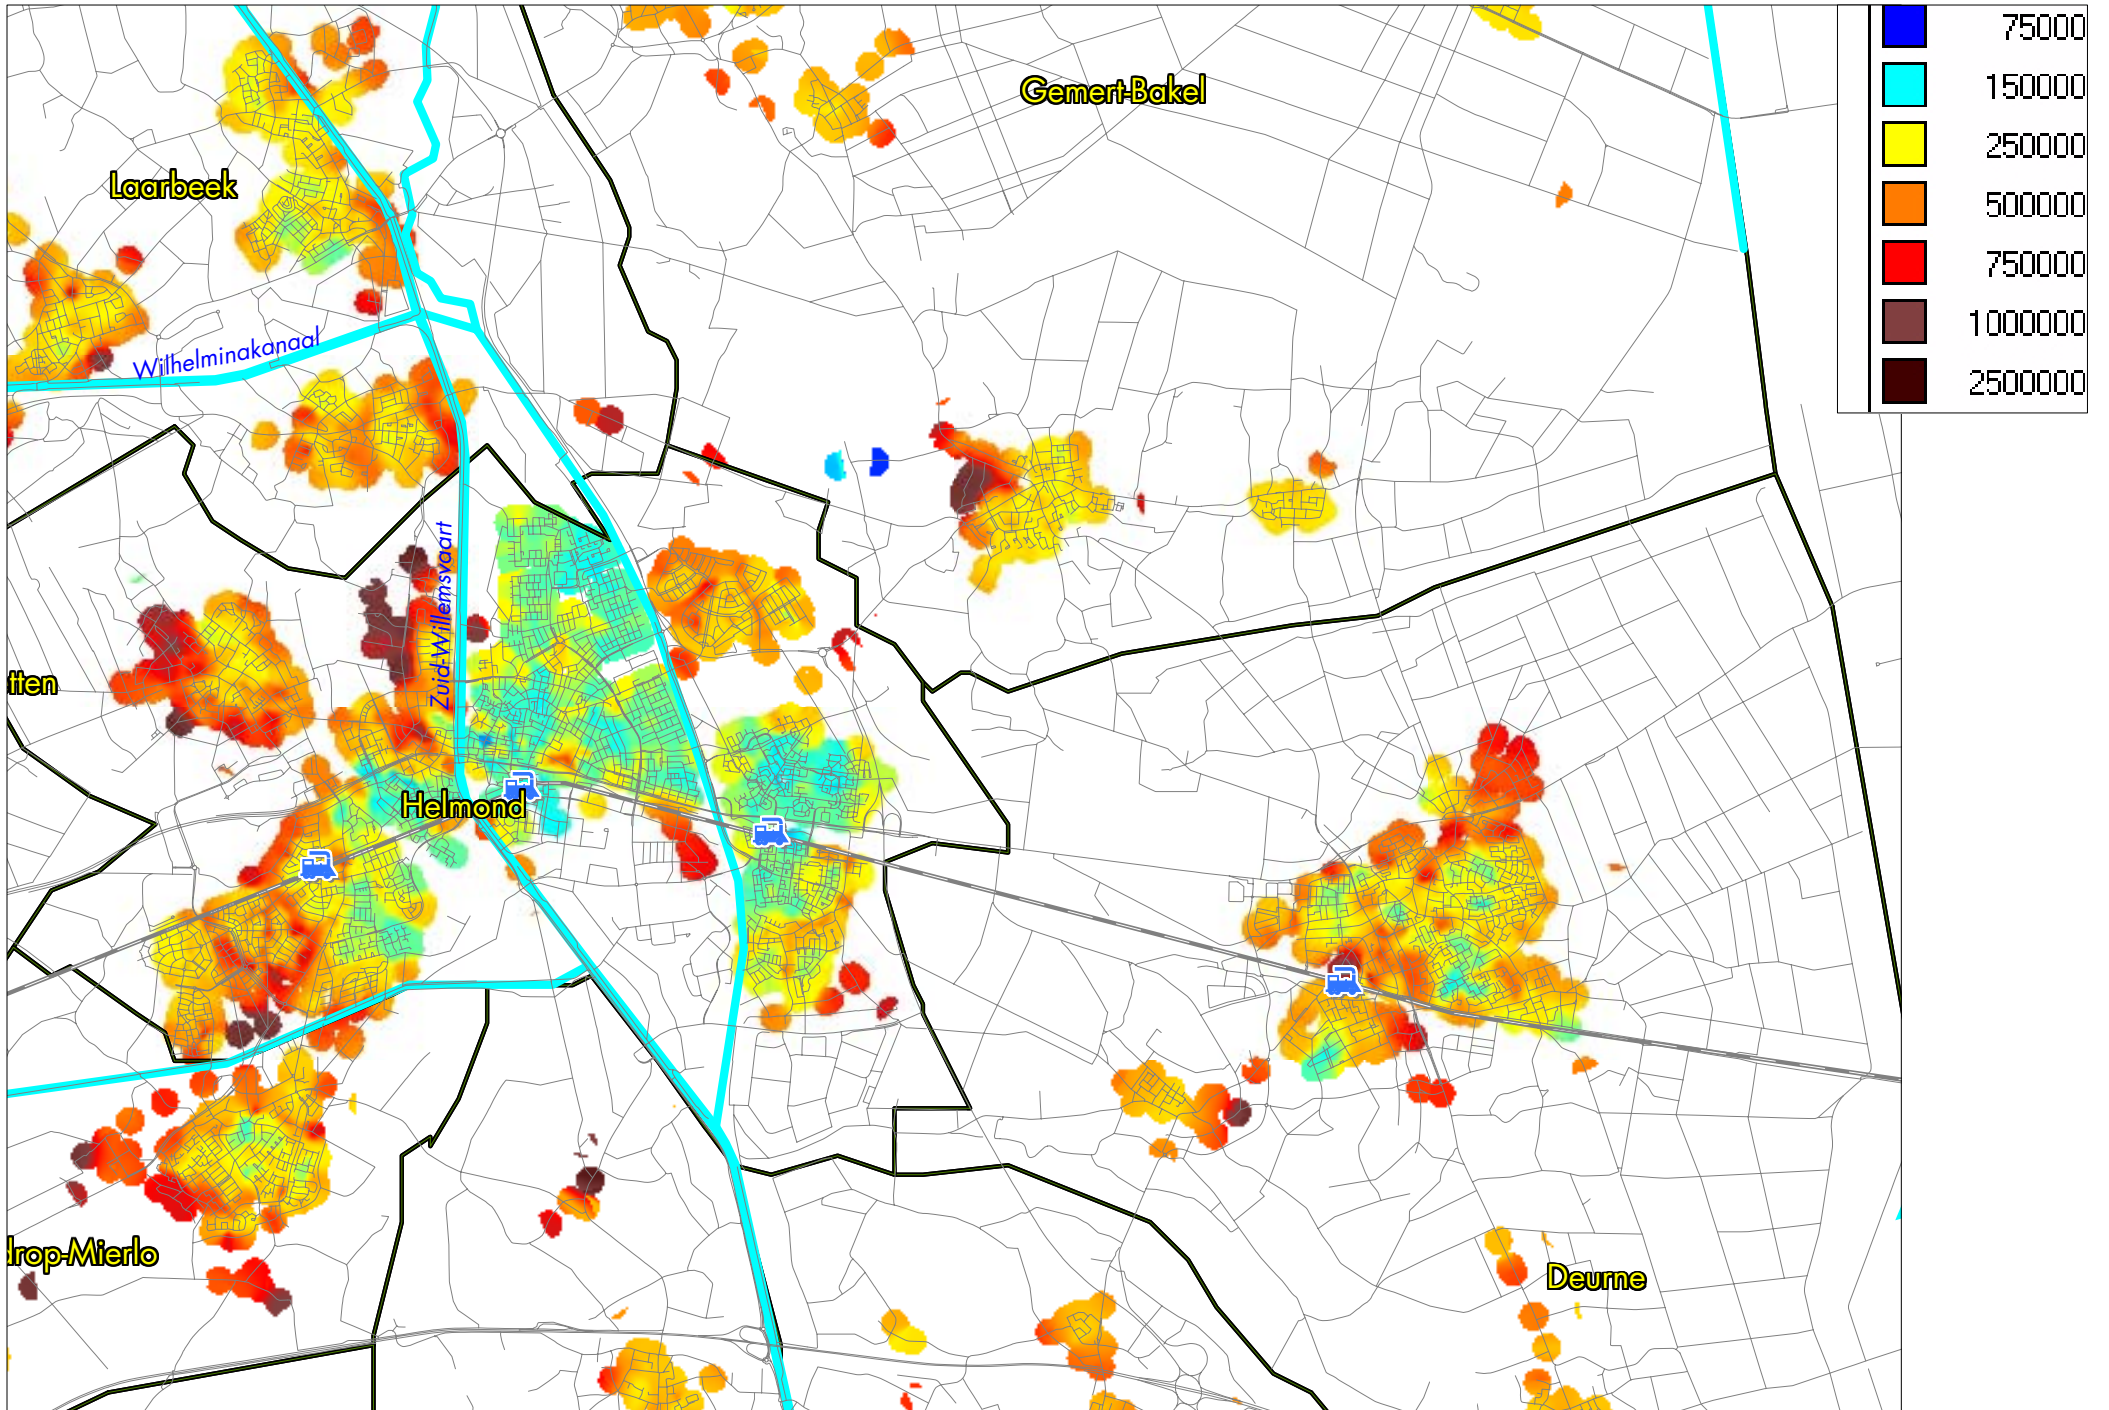 75000
Gemert-Bakel
150000
250000
Laarbeek
500000
750000
Wilhelminakanaal
1000000
2500000
Zuid-Willemsvaart
tten
Helmond
drop-Mierlo
Deurne